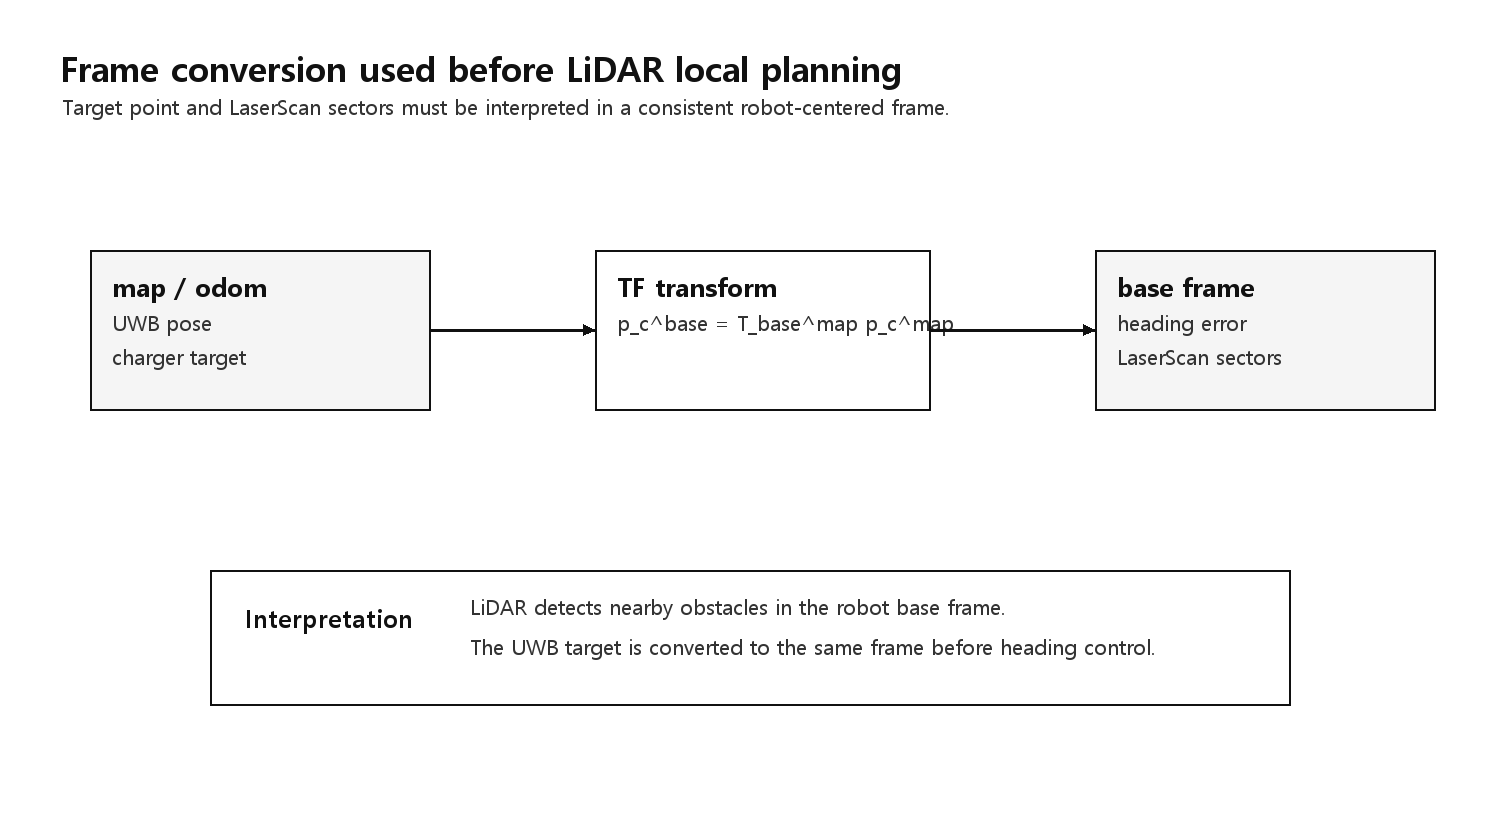 Frame conversion used before LiDAR local planning
Target point and LaserScan sectors must be interpreted in a consistent robot-centered frame.
map / odom
UWB pose
charger target
TF transform
p_c^base = T_base^map p_c^map
base frame
heading error
LaserScan sectors
Interpretation
LiDAR detects nearby obstacles in the robot base frame.
The UWB target is converted to the same frame before heading control.